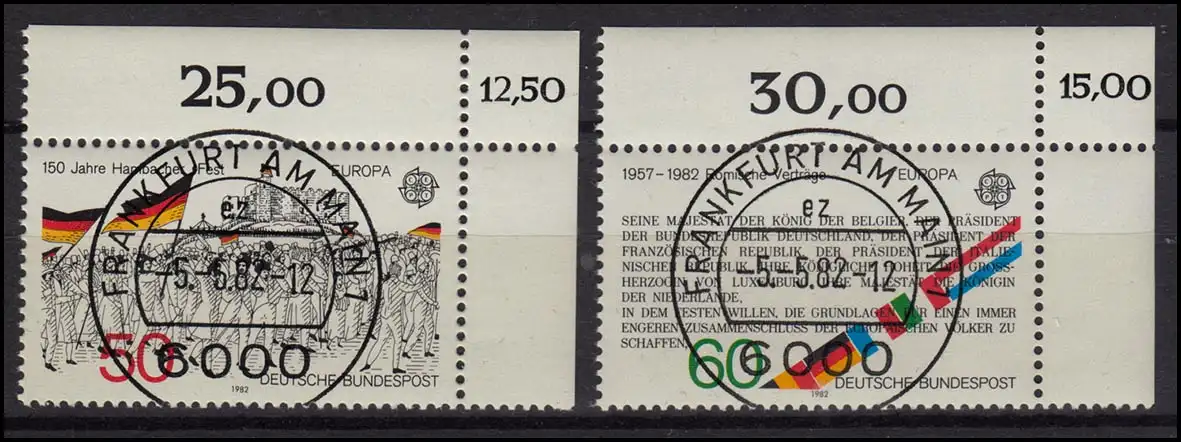 25,00
12,50
150 Jahre Hambacher Fest
EUROPA
FRANKFURT AM MAIN 1
ez
-5.-5.82-12
6000
50
1982
DEUTSCHE BUNDESPOST
30,00
15,00
1957-1982 Römische Verträge
EUROPA
SEINE MAJESTÄT DER KÖNIG DER BELGIER, DER PRÄSIDENT
DER BUNDESREPUBLIK DEUTSCHLAND, DER PRÄSIDENT DER
FRANZÖSISCHEN REPUBLIK, DER PRÄSIDENT DER ITALIE-
NISCHEN REPUBLIK, IHRE KÖNIGLICHE HOHEIT DIE GROSS-
HERZOGIN VON LUXEMBURG, IHRE MAJESTÄT DIE KÖNIGIN
DER NIEDERLANDE,
IN DEM FESTEN WILLEN, DIE GRUNDLAGEN FÜR EINEN IMMER
ENGEREN ZUSAMMENSCHLUSS DER EUROPÄISCHEN VÖLKER ZU
SCHAFFEN,
FRANKFURT AM MAIN 1
ez
-5.-5.82-12
6000
60
1982
DEUTSCHE BUNDESPOST